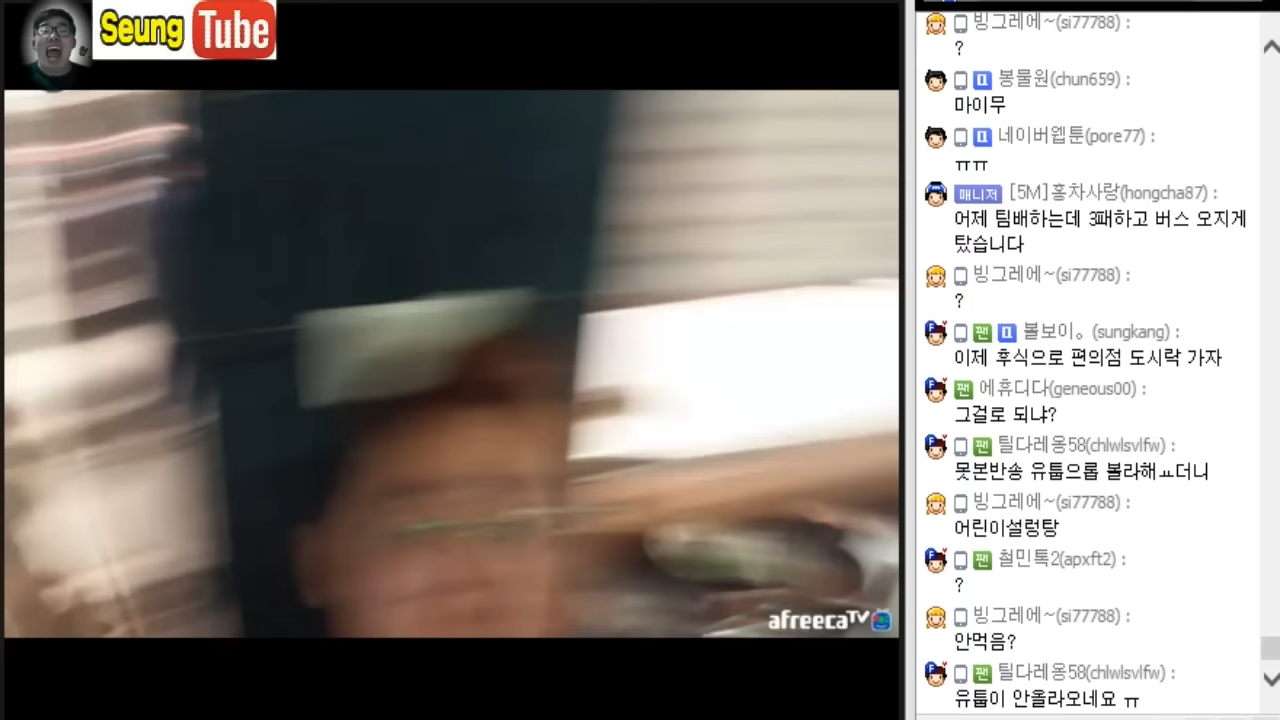 Seung Tube
빙그레에~(si77788) :
?
봉물원(chun659) :
마이무
네이버웹툰(pore77) :
ㅠㅠ
매니저 [5M]홍차사랑(hongcha87) :
어제 팀배하는데 3패하고 버스 오지게
탔습니다
빙그레에~(si77788) :
?
팬 볼보이。(sungkang) :
이제 후식으로 편의점 도시락 가자
팬 에휴디다(geneous00) :
그걸로 되냐?
팬 틸다레옹58(chlwlsvlfw) :
못본반송 유튭으롭 볼라해ㅛ더니
빙그레에~(si77788) :
어린이설렁탕
팬 철민톡2(apxft2) :
?
빙그레에~(si77788) :
안먹음?
팬 틸다레옹58(chlwlsvlfw) :
유튭이 안올라오네요 ㅠ
afreecaTV